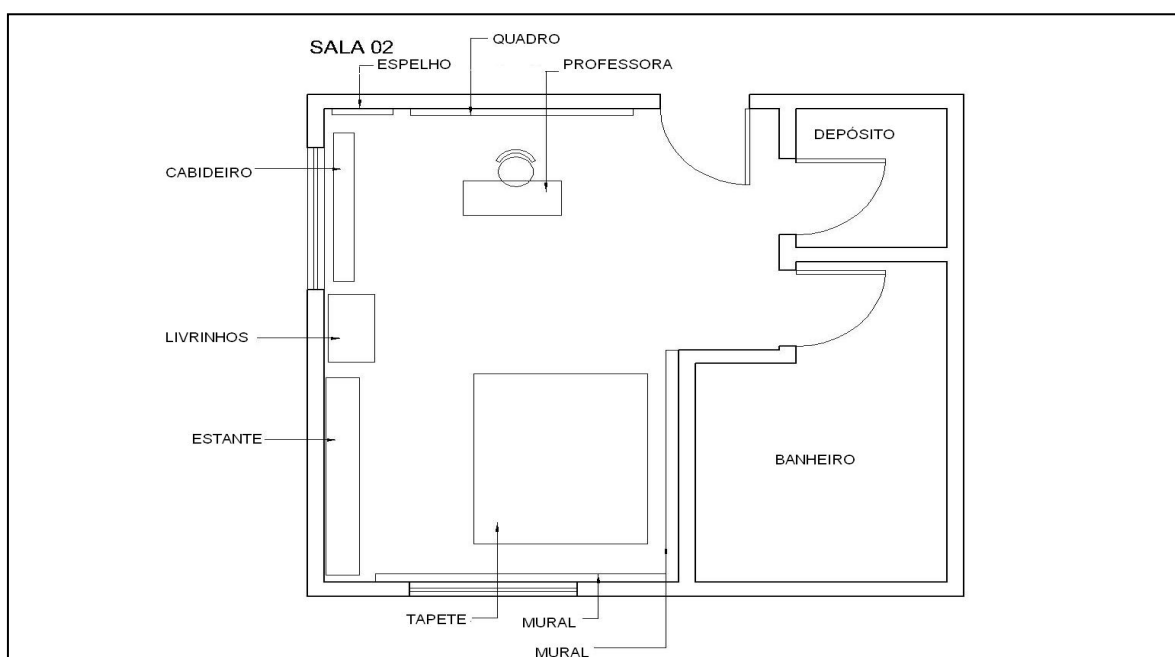 QUADRO
SALA 02
ESPELHO
PROFESSORA
DEPÓSITO
CABIDEIRO
LIVRINHOS
ESTANTE
BANHEIRO
TAPETE
MURAL
MURAL